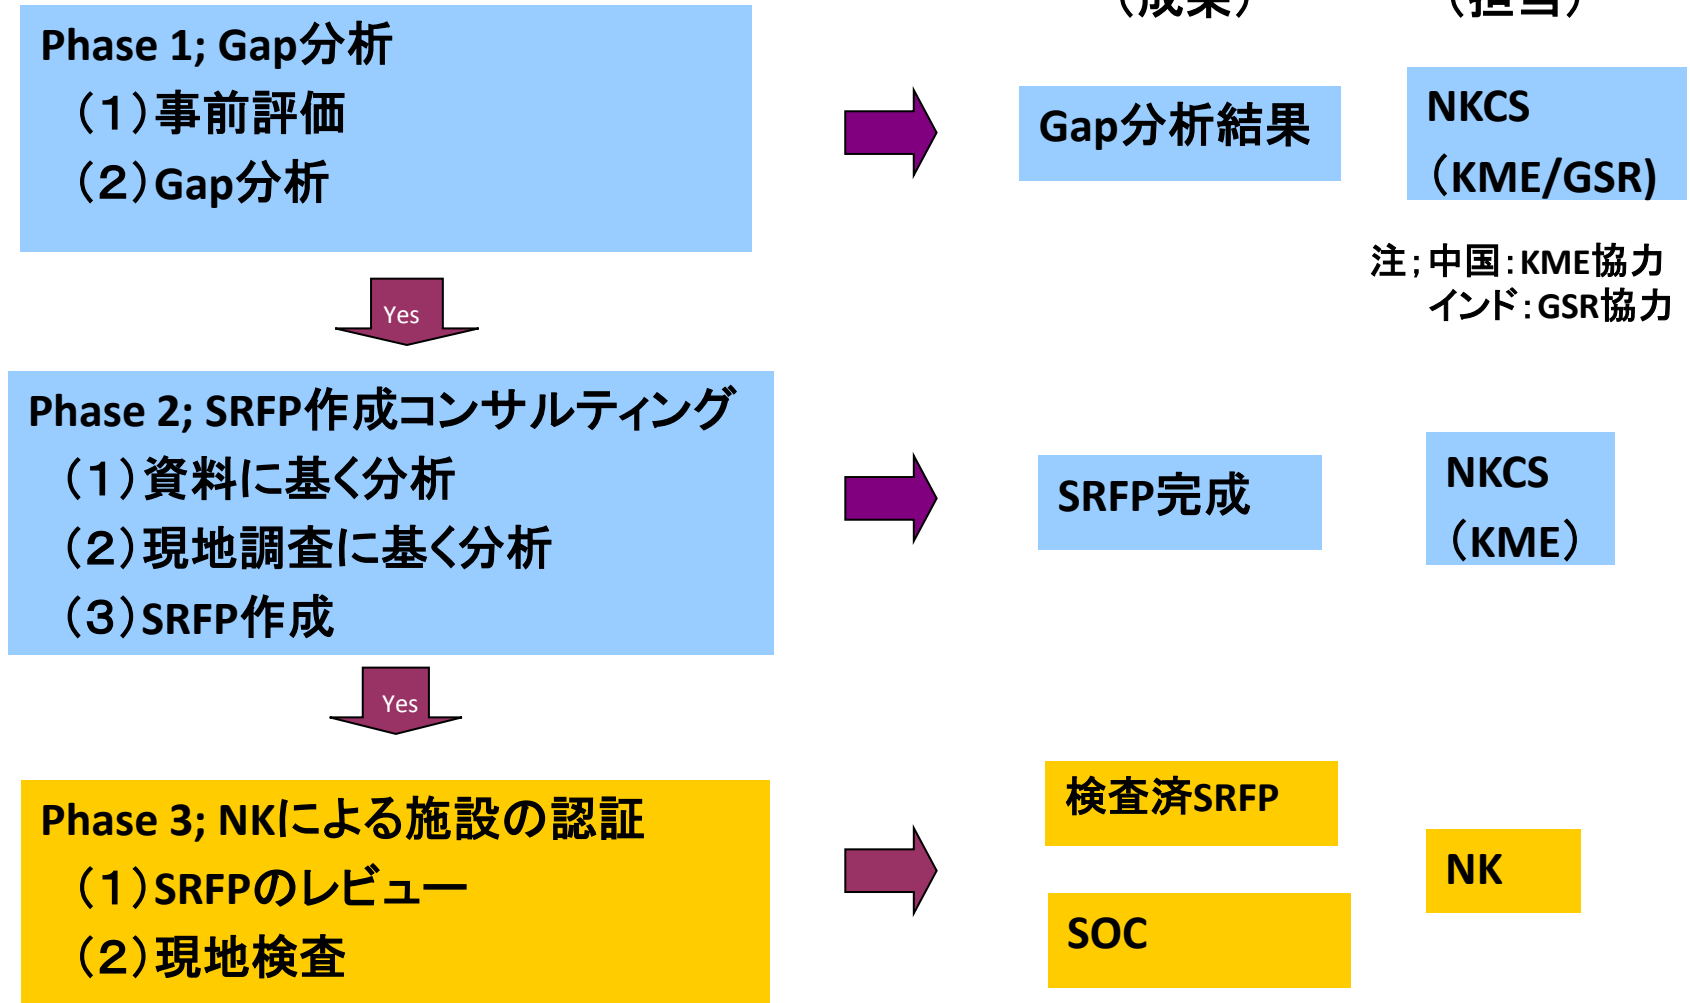 （成果）
（担当）
Phase 1; Gap分析
（１）事前評価
（２）Gap分析
Gap分析結果
NKCS
（KME/GSR)
注；中国：KME協力
インド：GSR協力
Yes
Phase 2; SRFP作成コンサルティング
（１）資料に基く分析
（２）現地調査に基く分析
（３）SRFP作成
SRFP完成
NKCS
（KME）
Yes
Phase 3; NKによる施設の認証
（１）SRFPのレビュー
（２）現地検査
検査済SRFP
SOC
NK